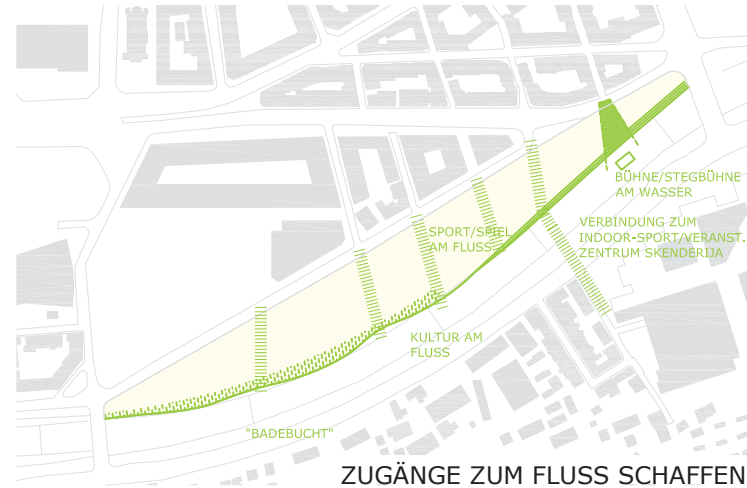 BÜHNE/STEGBÜHNE
AM WASSER
VERBINDUNG ZUM
INDOOR-SPORT/VERANST.
ZENTRUM SKENDERIJA
SPORT/SPIEL
AM FLUSS
KULTUR AM
FLUSS
"BADEBUCHT"
ZUGÄNGE ZUM FLUSS SCHAFFEN